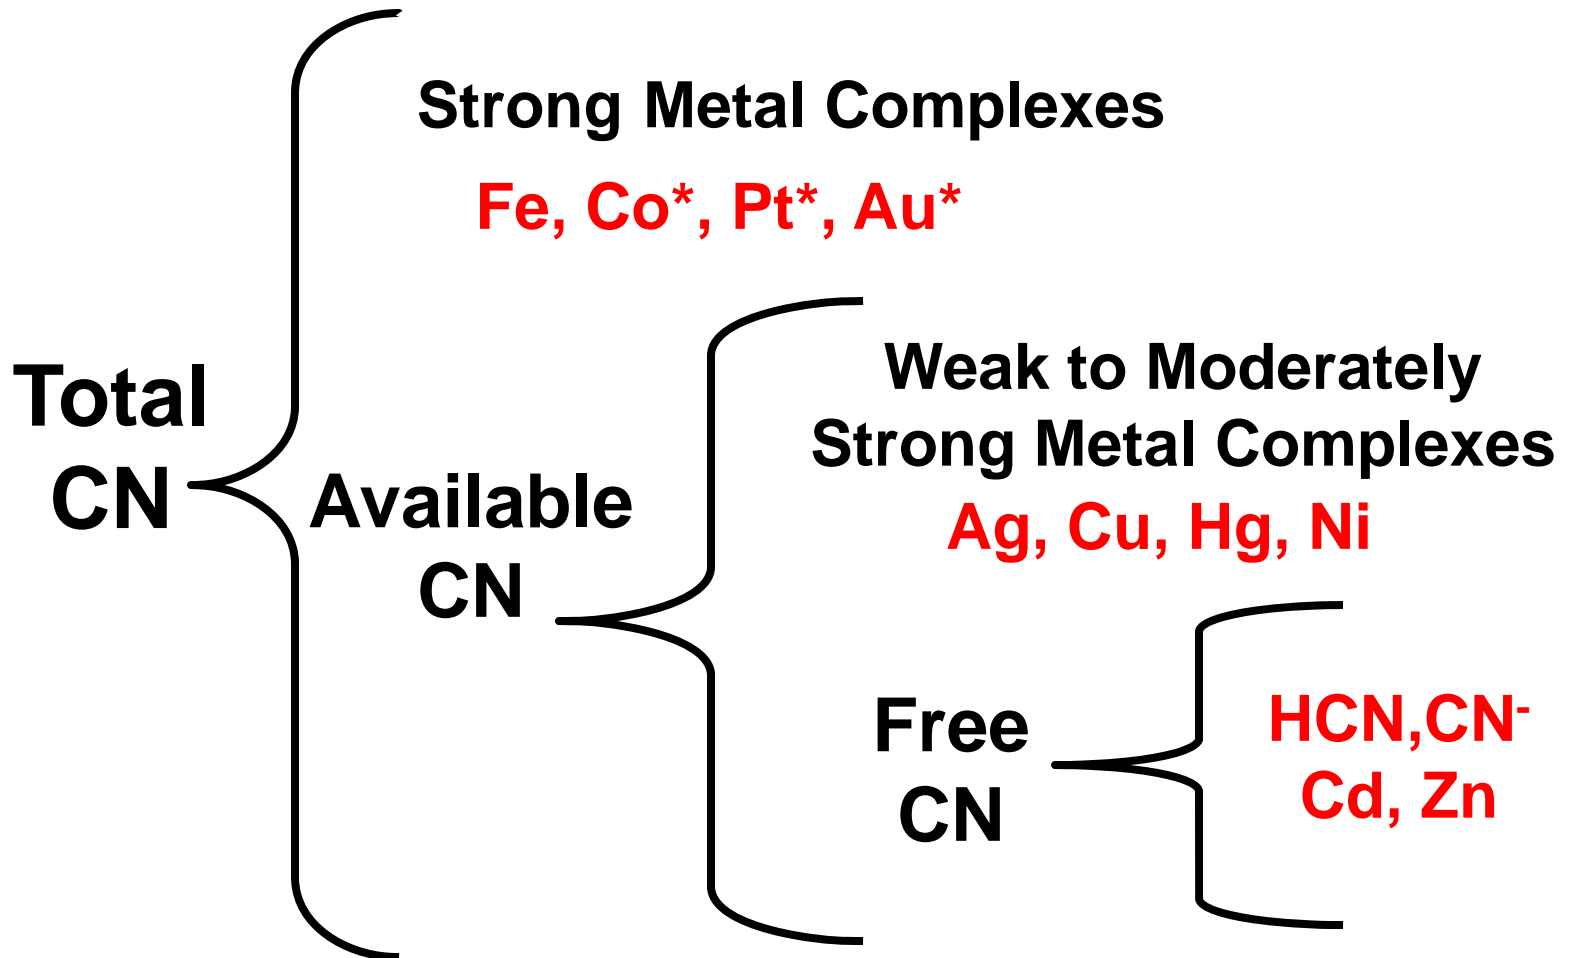 Strong Metal Complexes
Fe, Co*, Pt*, Au*
Total
CN
Available
CN
Weak to Moderately
Strong Metal Complexes
Ag, Cu, Hg, Ni
Free
CN
HCN,CN⁻
Cd, Zn